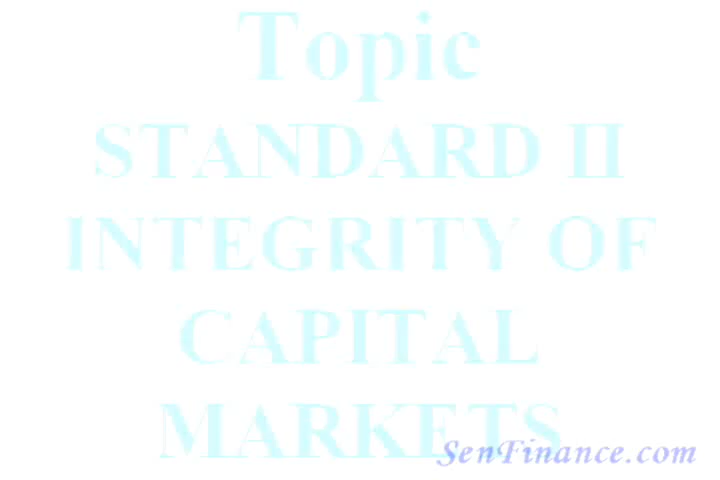 Topic
STANDARD II
INTEGRITY OF
CAPITAL
MARKETS
SenFinance.com